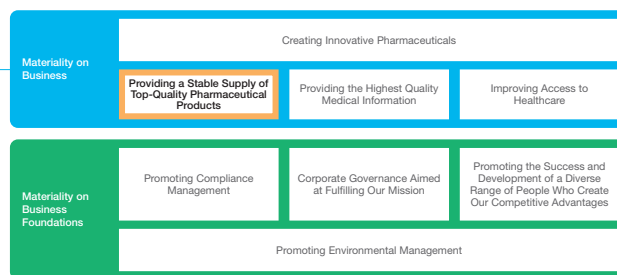 Materiality on
Business
Creating Innovative Pharmaceuticals
Providing a Stable Supply of
Top-Quality Pharmaceutical
Products
Providing the Highest Quality
Medical Information
Improving Access to
Healthcare
Materiality on
Business
Foundations
Promoting Compliance
Management
Corporate Governance Aimed
at Fulfilling Our Mission
Promoting the Success and
Development of a Diverse
Range of People Who Create
Our Competitive Advantages
Promoting Environmental Management